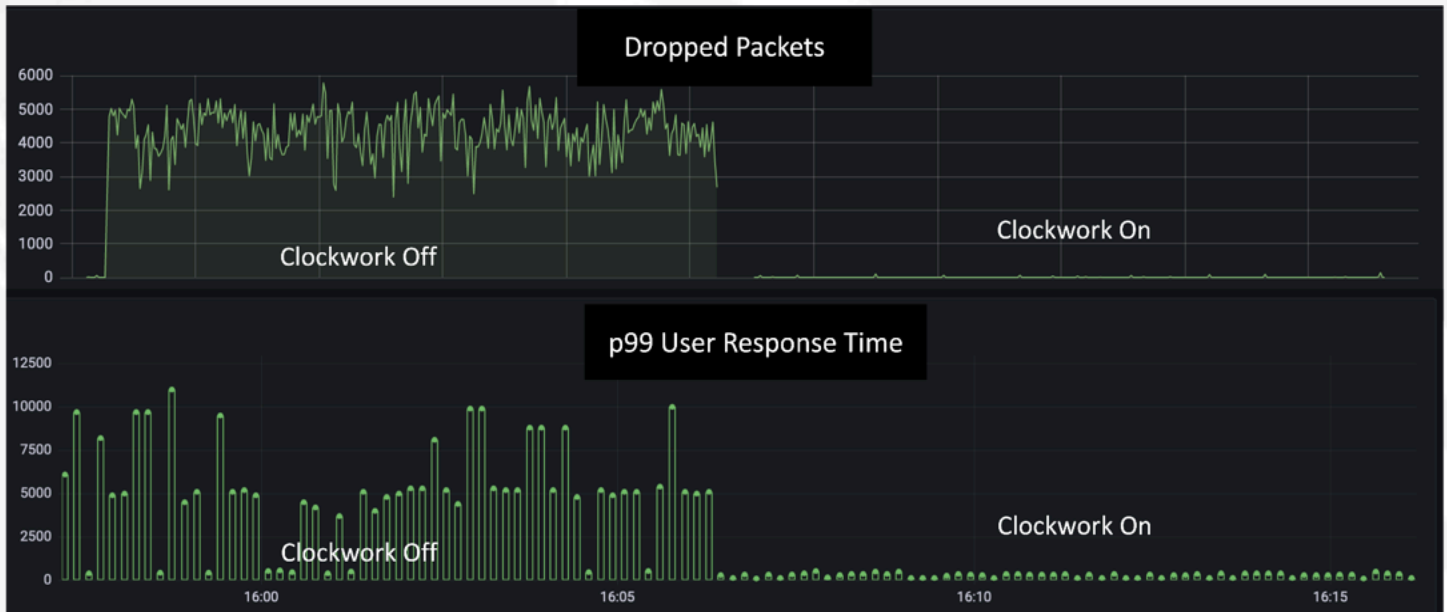 Dropped Packets
6000
5000
4000
3000
2000
1000
0
Clockwork Off
Clockwork On
p99 User Response Time
12500
10000
7500
5000
2500
0
Clockwork Off
Clockwork On
16:00 16:05 16:10 16:15